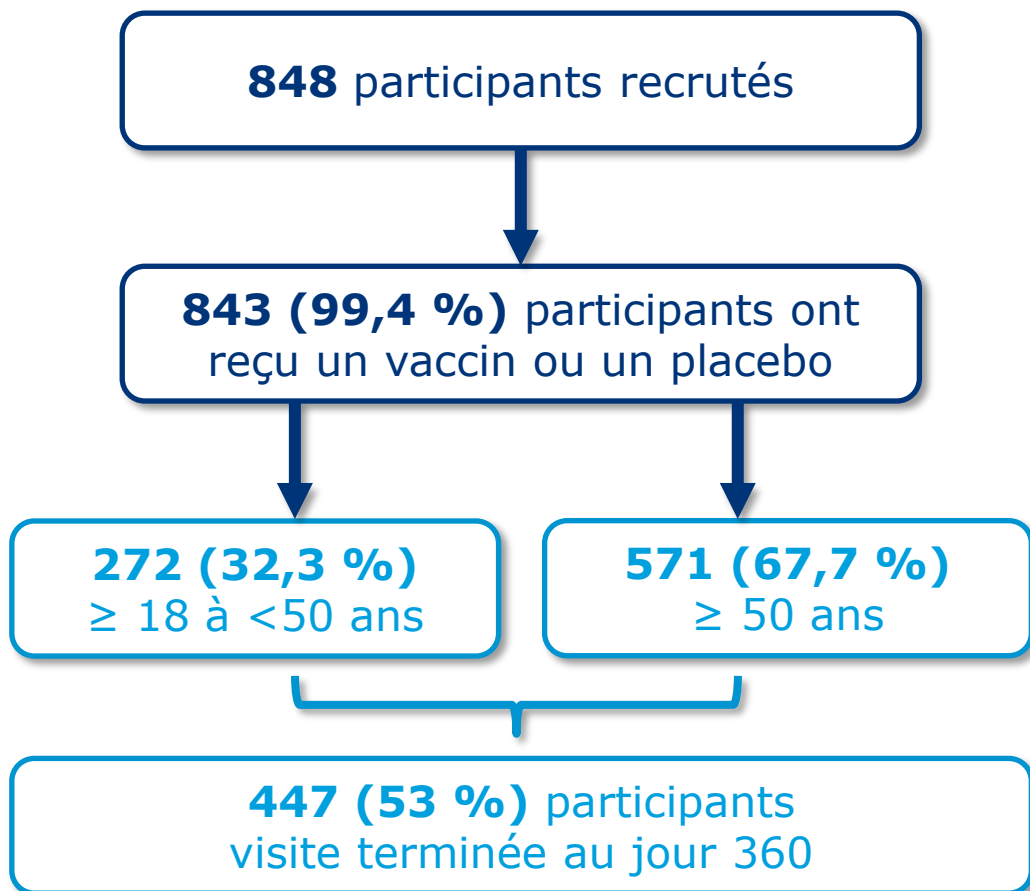 848 participants recrutés
843 (99,4 %) participants ont
reçu un vaccin ou un placebo
272 (32,3 %)
≥ 18 à <50 ans
571 (67,7 %)
≥ 50 ans
447 (53 %) participants
visite terminée au jour 360